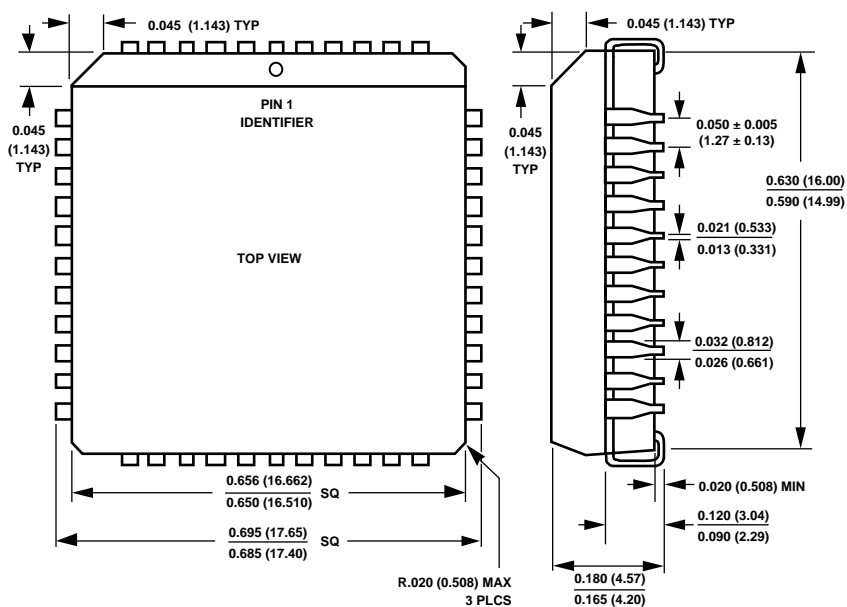 0.045 (1.143) TYP
0.045 (1.143) TYP
PIN 1
IDENTIFIER
0.045
(1.143)
TYP
0.045
(1.143)
TYP
0.050 ± 0.005
(1.27 ± 0.13)
0.630 (16.00)
0.590 (14.99)
0.021 (0.533)
0.013 (0.331)
TOP VIEW
0.032 (0.812)
0.026 (0.661)
0.656 (16.662)
0.650 (16.510)
SQ
0.020 (0.508) MIN
0.120 (3.04)
0.090 (2.29)
0.695 (17.65)
0.685 (17.40)
SQ
R.020 (0.508) MAX
3 PLCS
0.180 (4.57)
0.165 (4.20)